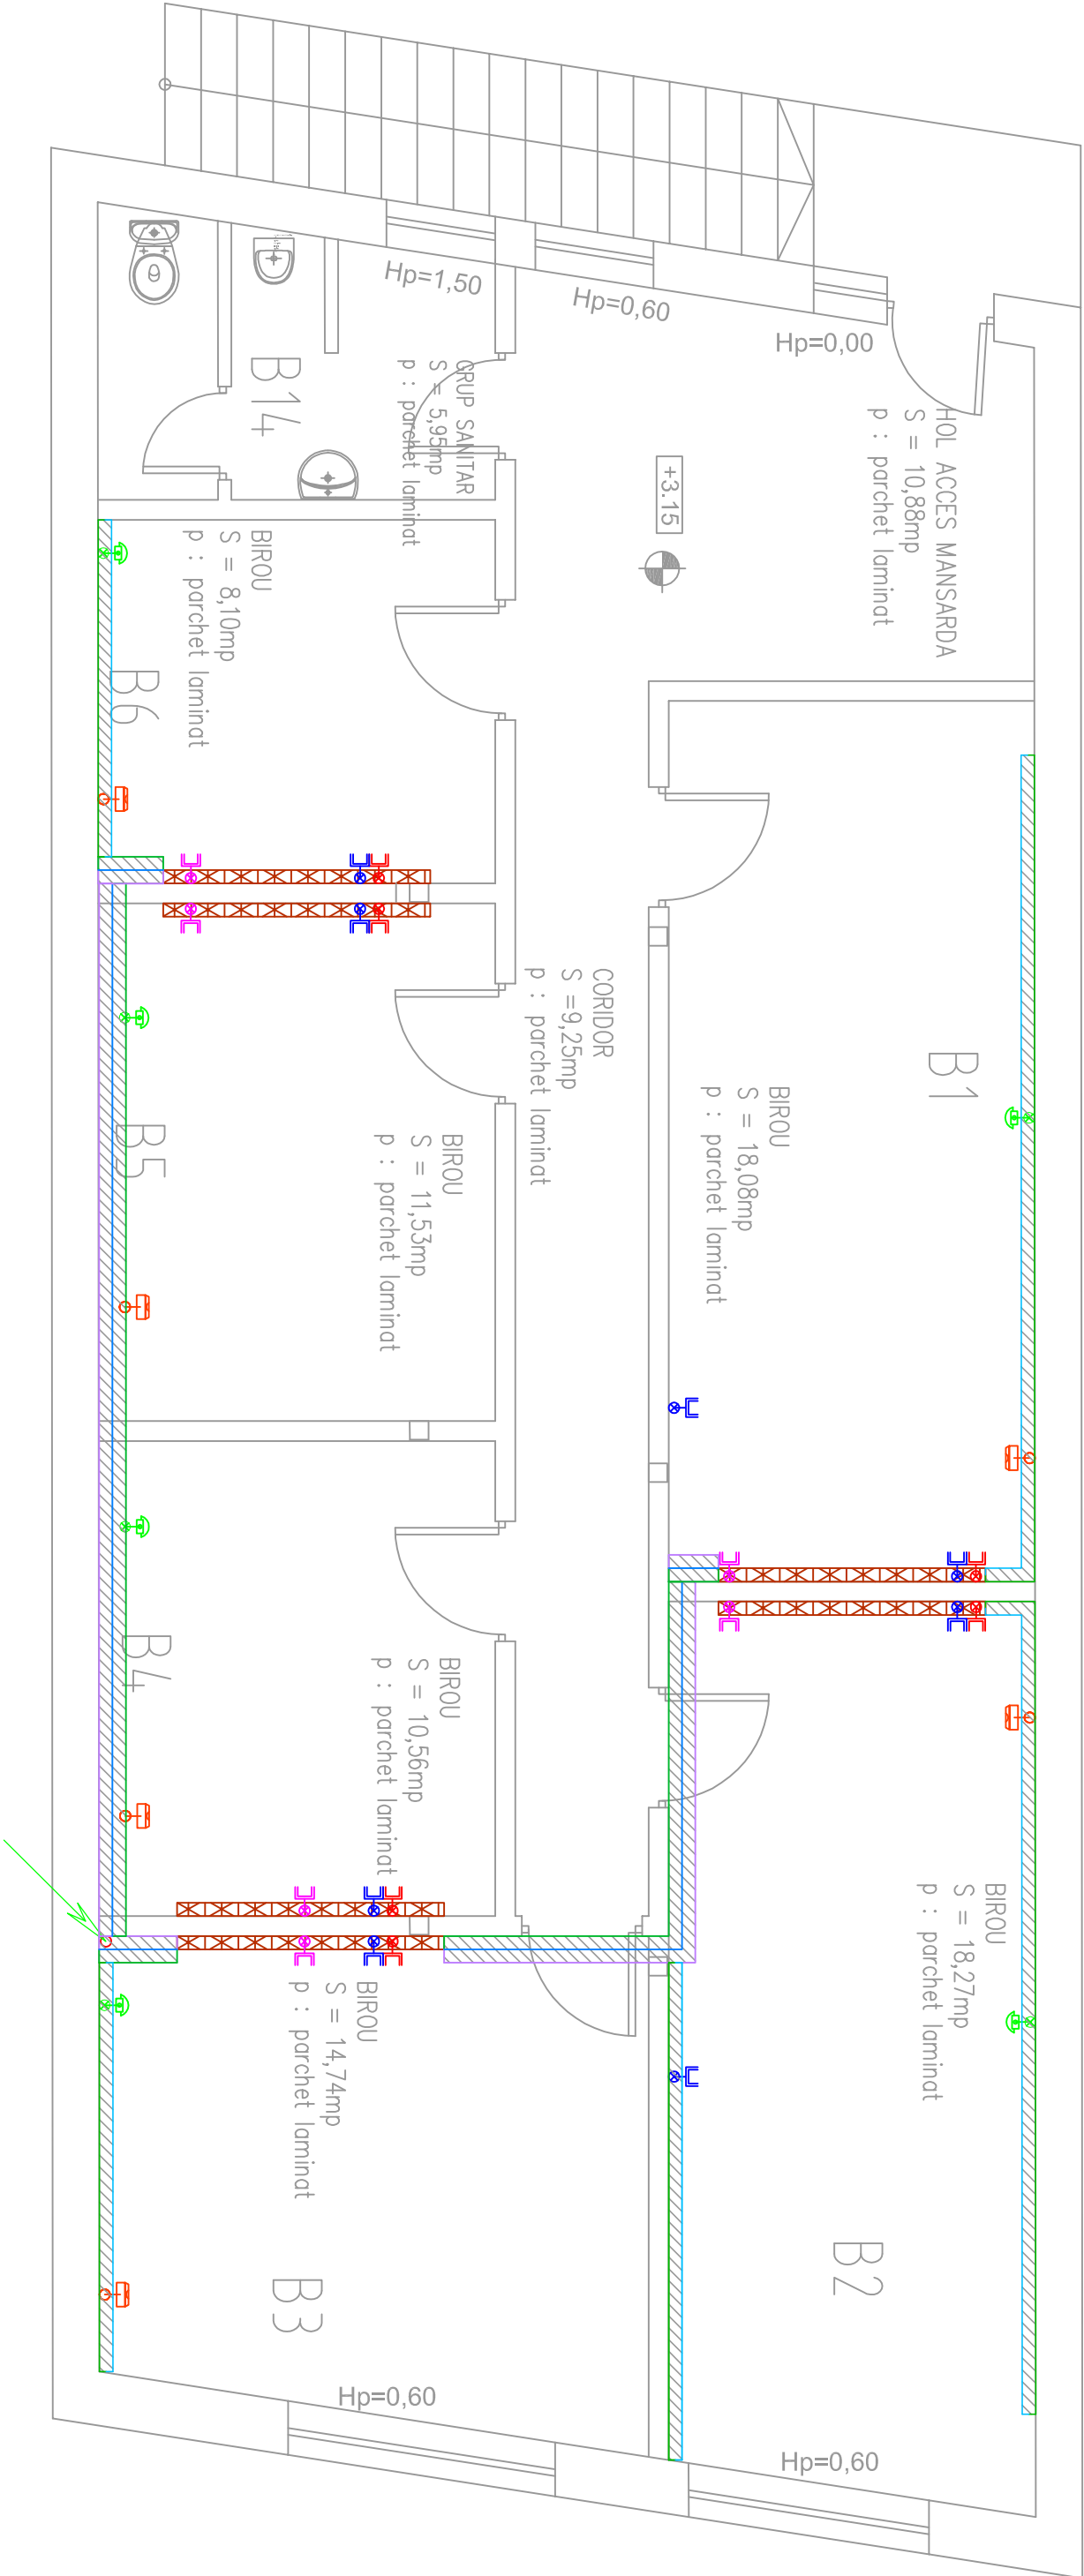 Hp=1,50
Hp=0,60
Hp=0,00
HOL ACCES MANSARDA
S = 10,88mp
p : parchet laminat
+3.15
GRUP SANITAR
S = 5,95mp
p : parchet laminat
B14
BIROU
S = 8,10mp
p : parchet laminat
B6
CORIDOR
S =9,25mp
p : parchet laminat
B1
BIROU
S = 18,08mp
p : parchet laminat
BIROU
S = 11,53mp
p : parchet laminat
B5
BIROU
S = 10,56mp
p : parchet laminat
B4
BIROU
S = 18,27mp
p : parchet laminat
B2
BIROU
S = 14,74mp
p : parchet laminat
B3
Hp=0,60
Hp=0,60